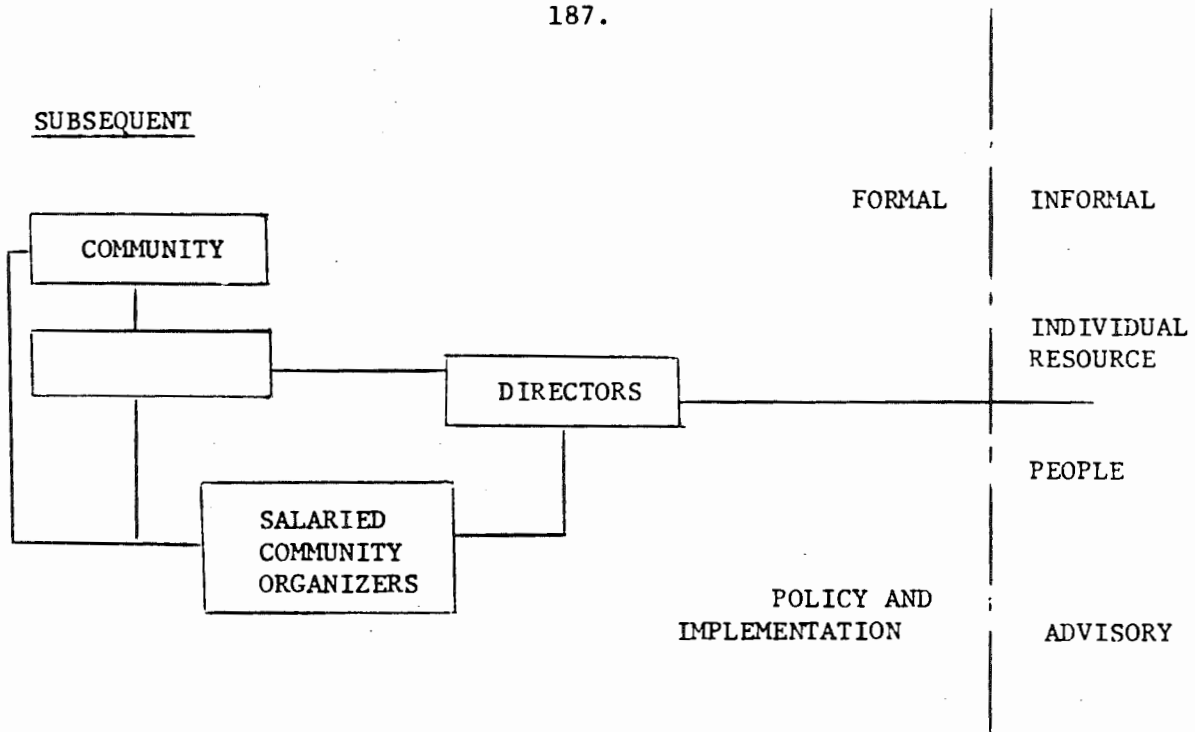 187.
SUBSEQUENT
FORMAL
INFORMAL
COMMUNITY
INDIVIDUAL
RESOURCE
DIRECTORS
PEOPLE
SALARIED
COMMUNITY
ORGANIZERS
POLICY AND
IMPLEMENTATION
ADVISORY